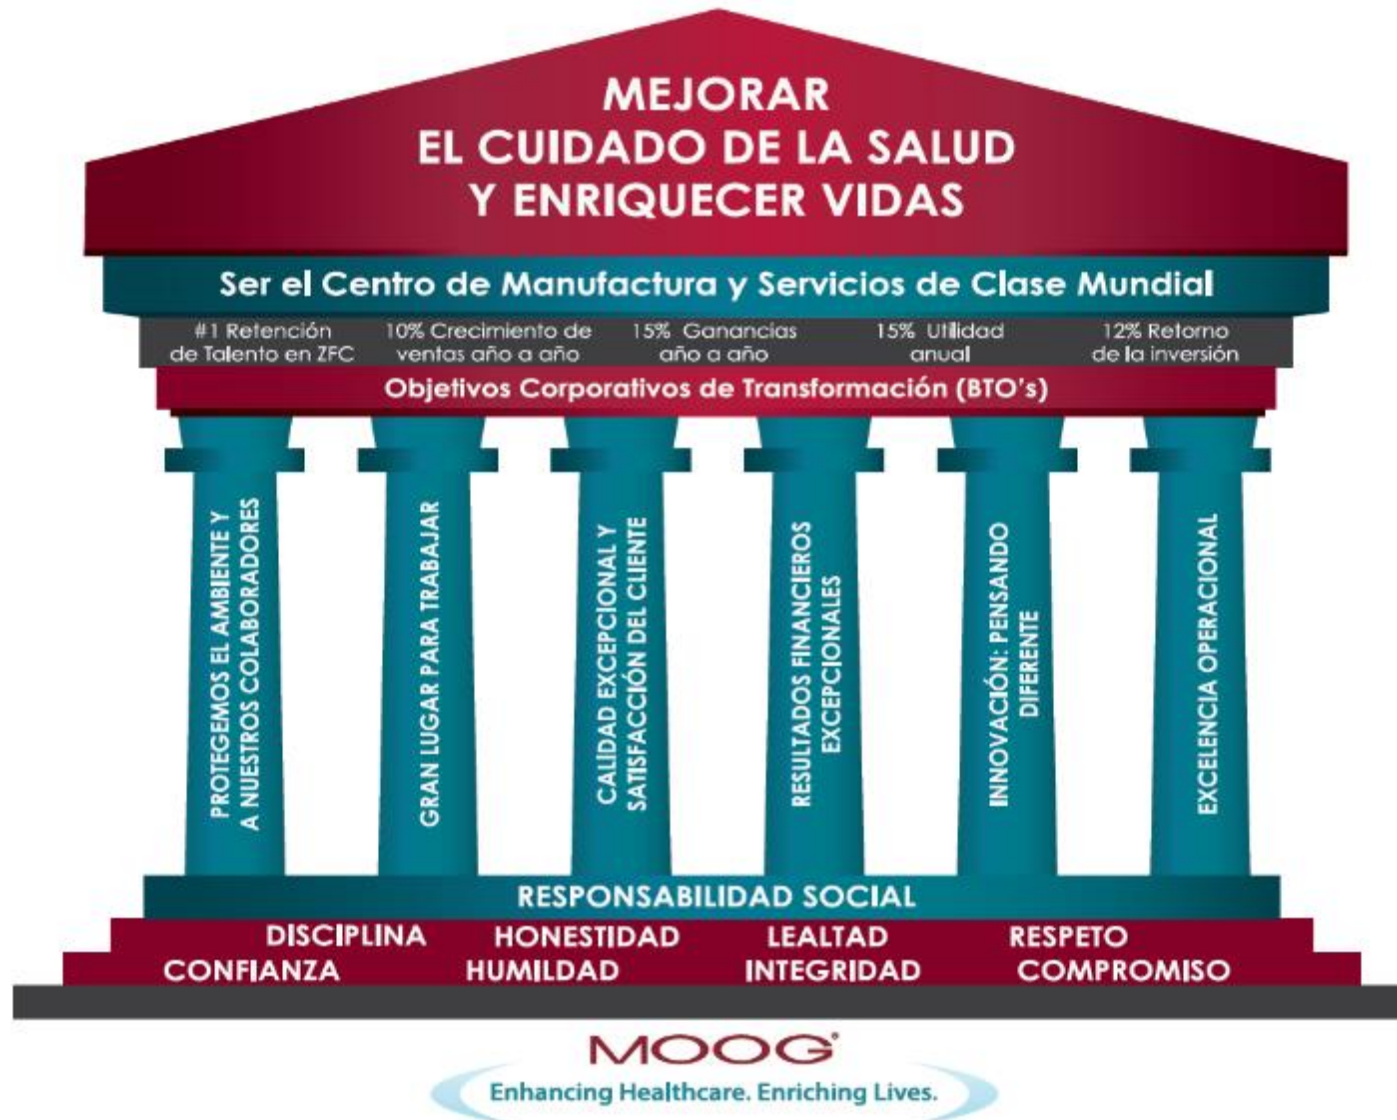 MEJORAR
EL CUIDADO DE LA SALUD
Y ENRIQUECER VIDAS
Ser el Centro de Manufactura y Servicios de Clase Mundial
#1 Retención
de Talento en ZFC
10% Crecimiento de
ventas año a año
15% Ganancias
año a año
15% Utilidad
anual
12% Retorno
de la inversión
Objetivos Corporativos de Transformación (BTO's)
PROTEGEMOS EL AMBIENTE Y
A NUESTROS COLABORADORES
GRAN LUGAR PARA TRABAJAR
CALIDAD EXCEPCIONAL Y
SATISFACCIÓN DEL CLIENTE
RESULTADOS FINANCIEROS
EXCEPCIONALES
INNOVACIÓN: PENSANDO
DIFERENTE
EXCELENCIA OPERACIONAL
RESPONSABILIDAD SOCIAL
DISCIPLINA HONESTIDAD LEALTAD RESPETO
CONFIANZA HUMILDAD INTEGRIDAD COMPROMISO
MOOG®
Enhancing Healthcare. Enriching Lives.